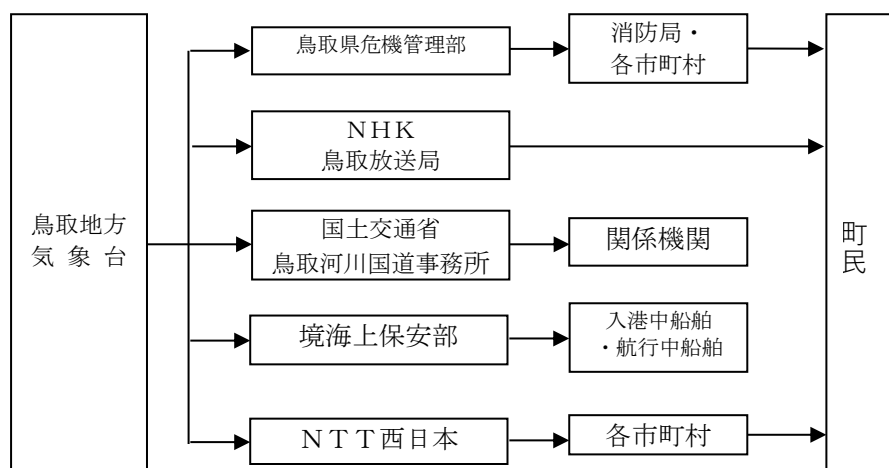 鳥取地方
気象台
鳥取県危機管理部
消防局・
各市町村
ＮＨＫ
鳥取放送局
国土交通省
鳥取河川国道事務所
関係機関
境海上保安部
入港中船舶
・航行中船舶
ＮＴＴ西日本
各市町村
町民